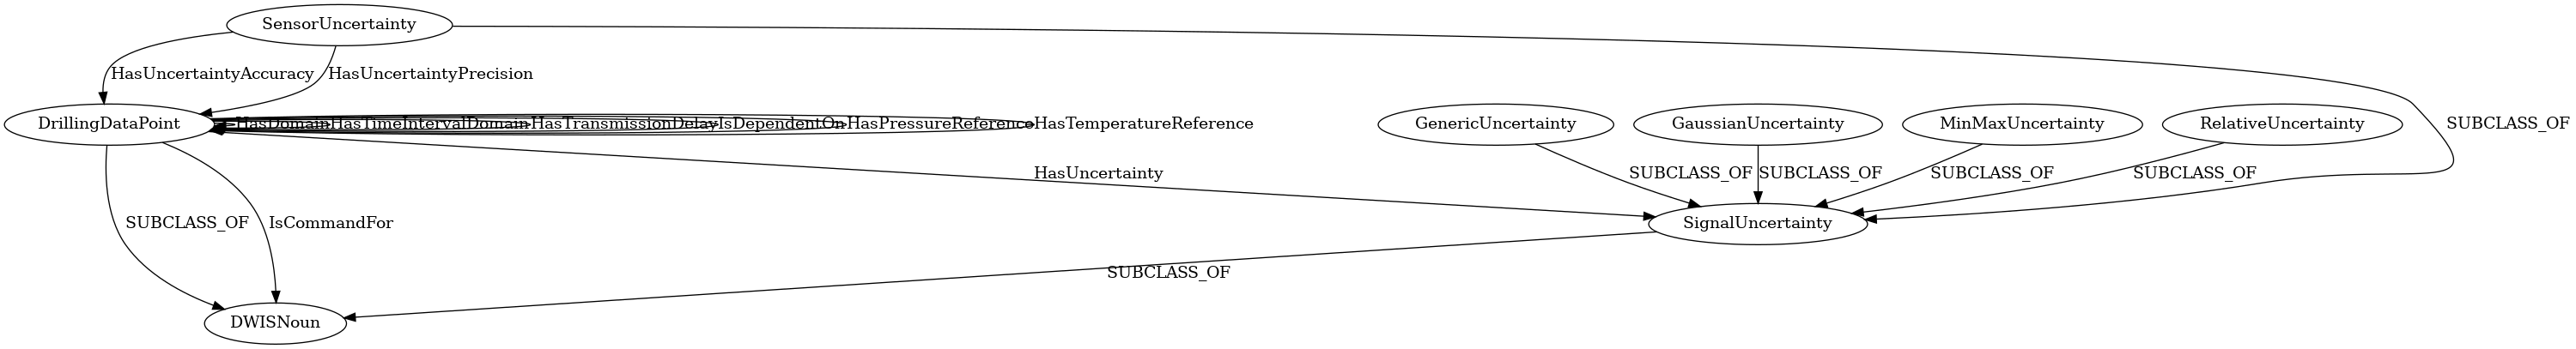 SensorUncertainty
HasUncertaintyAccuracy
HasUncertaintyPrecision
SUBCLASS_OF
DrillingDataPoint
HasDomain
HasTimeIntervalDomain
HasTransmissionDelay
IsDependentOn
HasPressureReference
HasTemperatureReference
GenericUncertainty
GaussianUncertainty
MinMaxUncertainty
RelativeUncertainty
HasUncertainty
SUBCLASS_OF
SUBCLASS_OF
SUBCLASS_OF
SUBCLASS_OF
SUBCLASS_OF
IsCommandFor
SignalUncertainty
SUBCLASS_OF
DWISNoun